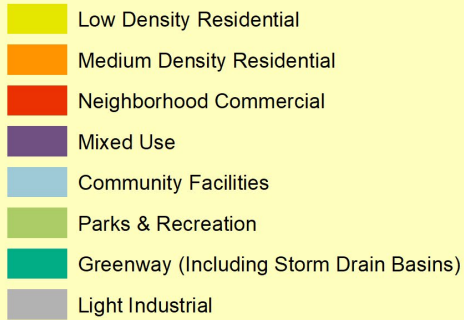 Low Density Residential
Medium Density Residential
Neighborhood Commercial
Mixed Use
Community Facilities
Parks & Recreation
Greenway (Including Storm Drain Basins)
Light Industrial